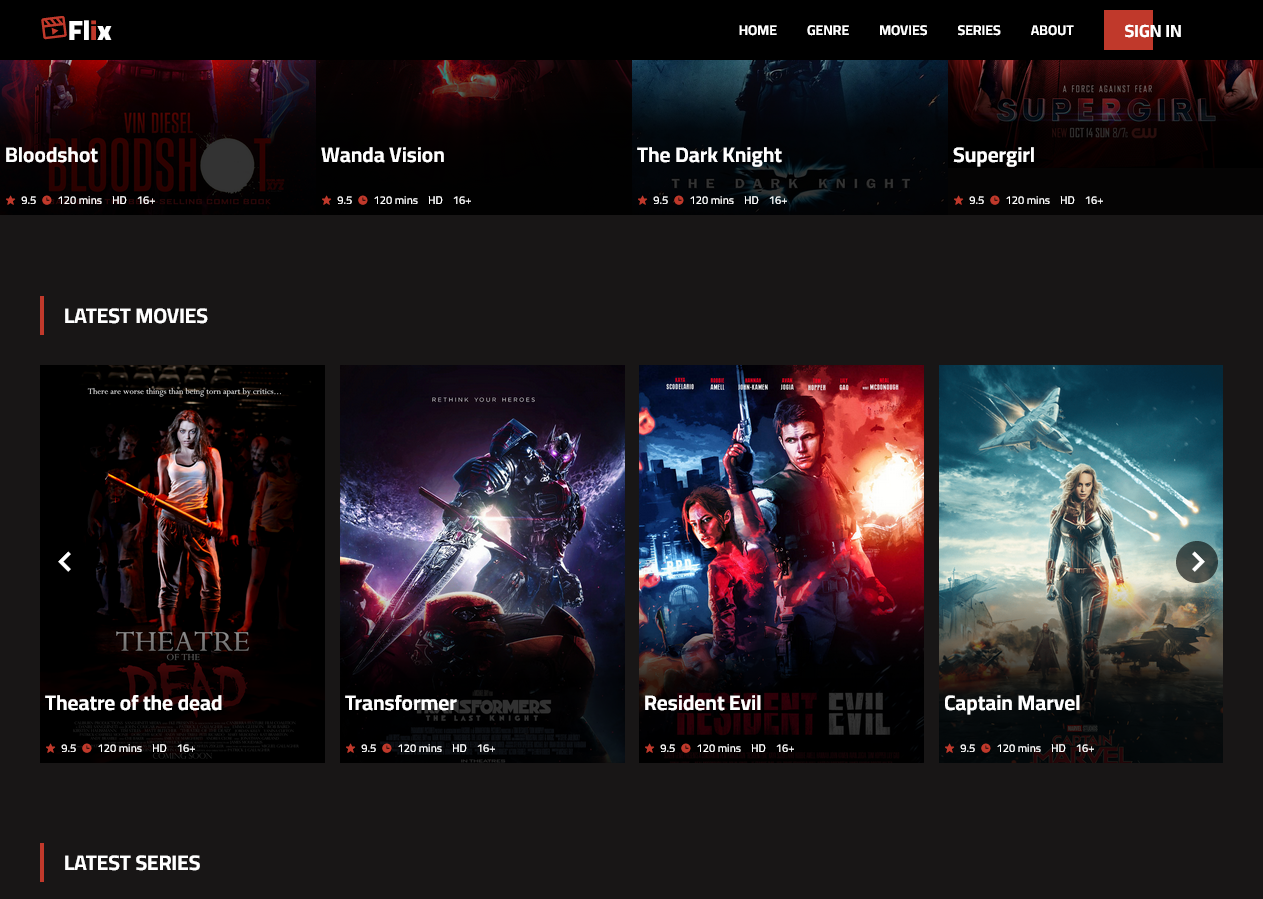 Flix
HOME GENRE MOVIES SERIES ABOUT SIGN IN
A FORCE AGAINST FEAR
SUPERGIRL
NEW OCT 14 SUN 8/7c CW
VIN DIESEL
BLOODSHOT
Bloodshot
Wanda Vision
The Dark Knight
Supergirl
THE DARK KNIGHT
9.5 120 mins HD 16+
9.5 120 mins HD 16+
9.5 120 mins HD 16+
9.5 120 mins HD 16+
LATEST MOVIES
There are worse things than being torn apart by critics...
THEATRE
OF THE
DEAD
Theatre of the dead
9.5 120 mins HD 16+
COMING SOON
RETHINK YOUR HEROES
TRANSFORMERS
THE LAST KNIGHT
Transformer
9.5 120 mins HD 16+
IN THEATRES
SCODELARIO AMELL JOHN-KAMEN JOGIA HOPPER GAO MCDONOUGH
RESIDENT EVIL
Resident Evil
9.5 120 mins HD 16+
Captain Marvel
CAPTAIN
MARVEL
9.5 120 mins HD 16+
LATEST SERIES